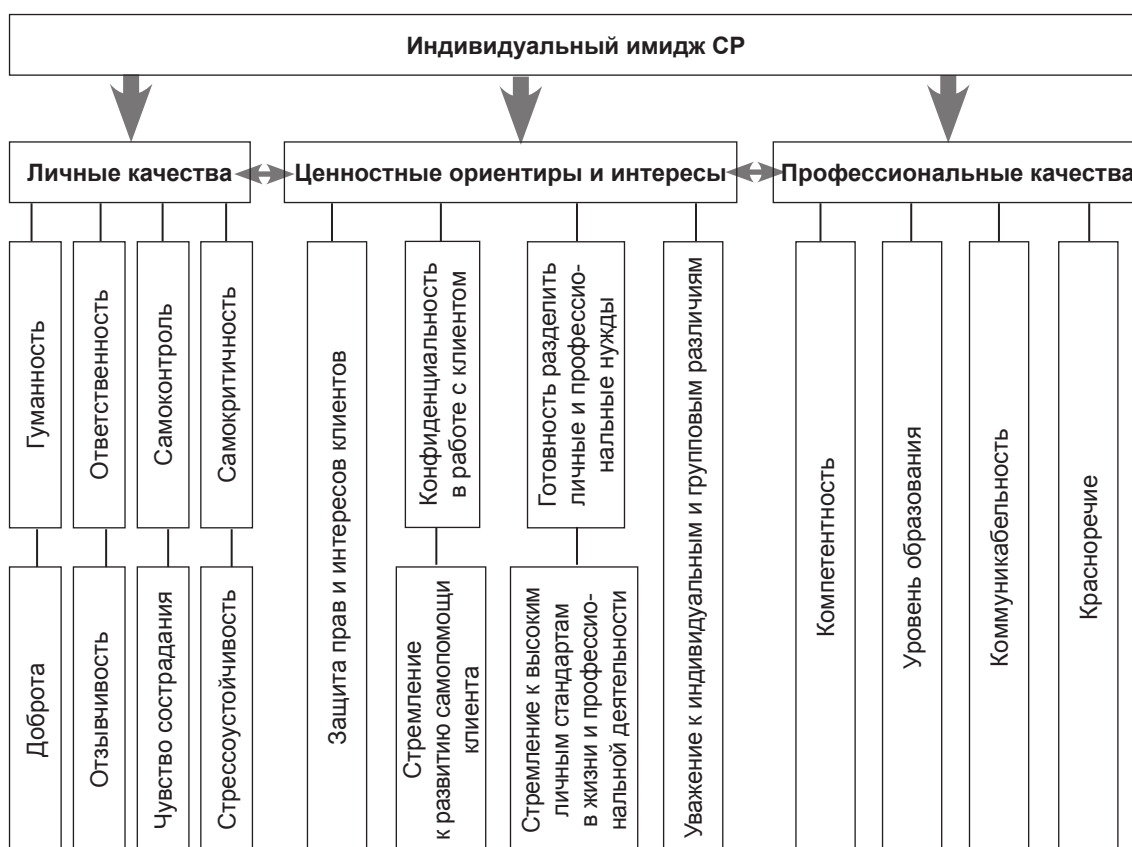 Индивидуальный имидж СР
Личные качества
Ценностные ориентиры и интересы
Профессиональные качества
Гуманность
Ответственность
Самоконтроль
Самокритичность
Доброта
Отзывчивость
Чувство сострадания
Стрессоустойчивость
Защита прав и интересов клиентов
Конфиденциальность
в работе с клиентом
Готовность разделить
личные и профессио-
нальные нужды
Стремление
к развитию самопомощи
клиента
Стремление к высоким
личным стандартам
в жизни и профессио-
нальной деятельности
Уважение к индивидуальным и групповым различиям
Компетентность
Уровень образования
Коммуникабельность
Красноречие